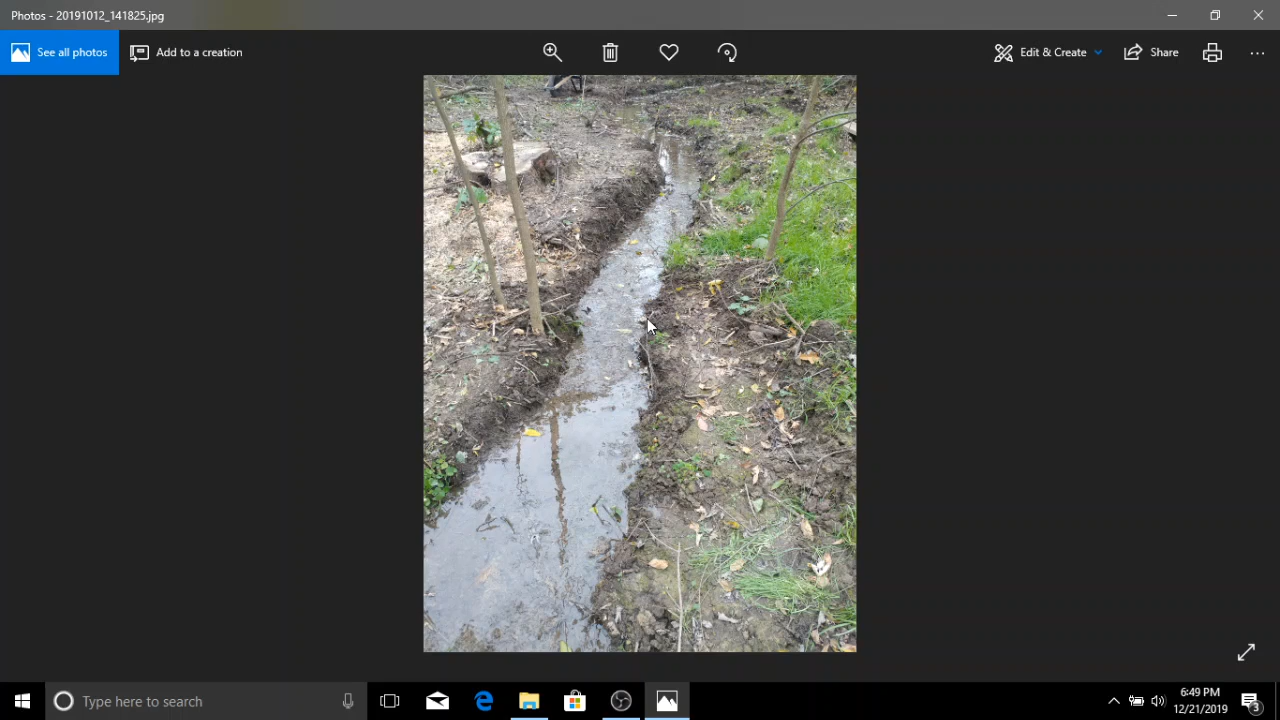 Photos - 20191012_141825.jpg
See all photos
Add to a creation
Edit & Create
Share
Type here to search
6:49 PM
12/21/2019
3